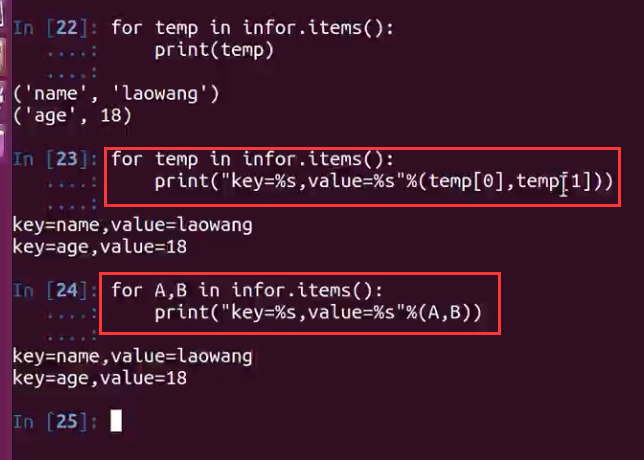 In [22]: for temp in infor.items():
   ....:     print(temp)
   ....:
('name', 'laowang')
('age', 18)
In [23]: for temp in infor.items():
   ....:     print("key=%s,value=%s"%(temp[0],temp[1]))
   ....:
key=name,value=laowang
key=age,value=18
In [24]: for A,B in infor.items():
   ....:     print("key=%s,value=%s"%(A,B))
   ....:
key=name,value=laowang
key=age,value=18
In [25]: